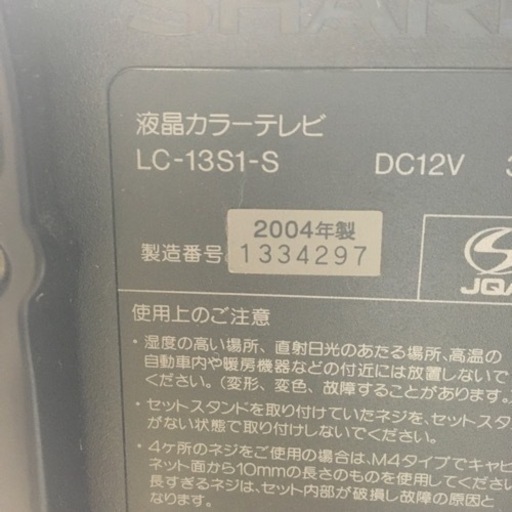 SHARP
液晶カラーテレビ
LC-13S1-S DC12V
2004年製
製造番号 1334297
JQA
使用上のご注意
・湿度の高い場所、直射日光のあたる場所、高温の
自動車内や暖房機器などの付近には放置しないで
ください。（変形、変色、故障することがあります。）
・セットスタンドを取り付けていたネジを、セットスタ
がない状態で取り付けしないでください。
・4ヶ所のネジをご使用の場合は、M4タイプでキャビ
ネット面から10mmの長さのものを使用してくださ
長すぎるネジは、セット内部が破損し故障の原因と
なります。